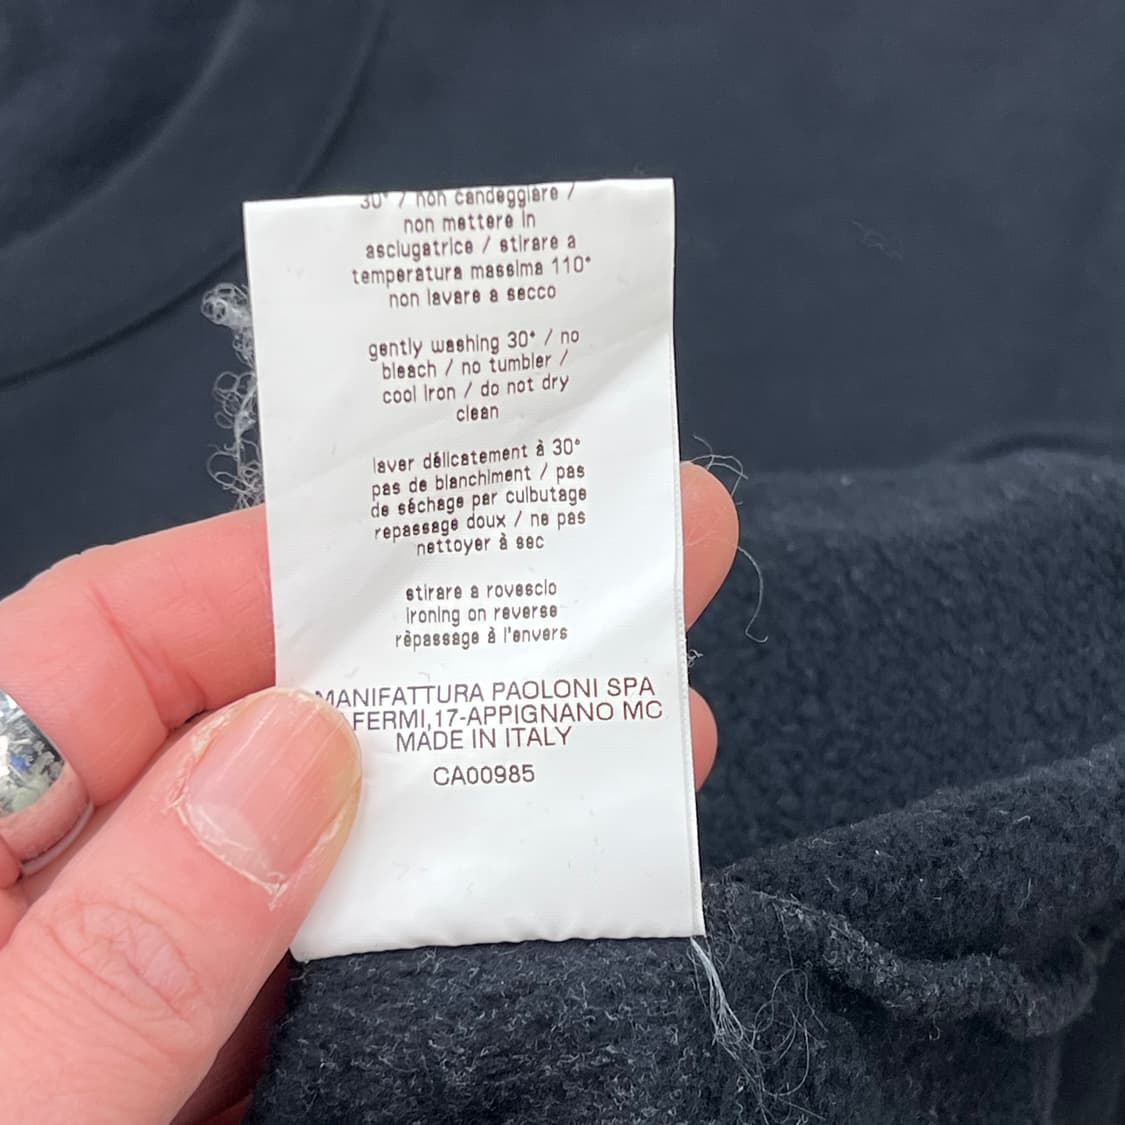 30° / non candeggiare /
non mettere in
asciugatrice / stirare a
temperatura massima 110°
non lavare a secco
gently washing 30° / no
bleach / no tumbler /
cool iron / do not dry
clean
laver délicatement à 30°
pas de blanchiment / pas
de séchage par culbutage
repassage doux / ne pas
nettoyer à sec
stirare a rovescio
ironing on reverse
rèpassage à l'envers
MANIFATTURA PAOLONI SPA
FERMI,17-APPIGNANO MC
MADE IN ITALY
CA00985